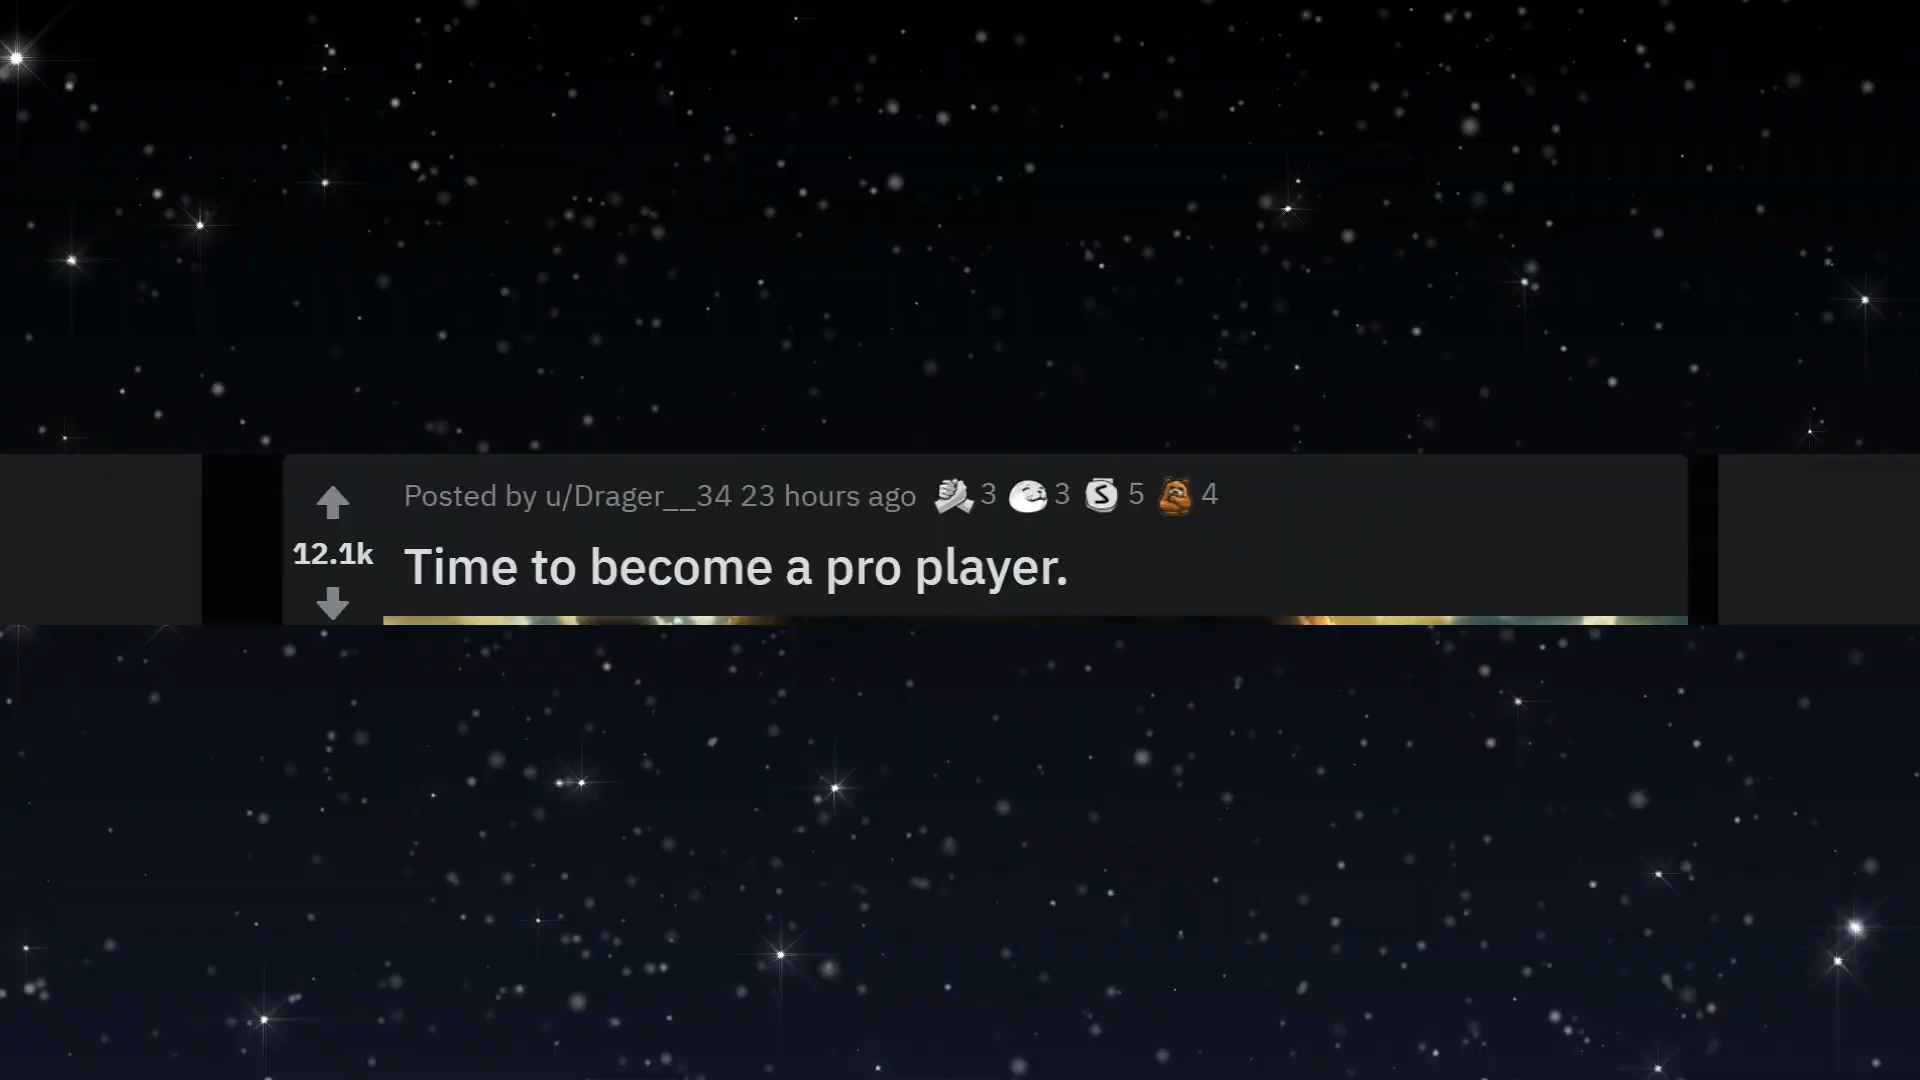 Posted by u/Drager__34 23 hours ago 3 3 S 5 4
12.1k
Time to become a pro player.